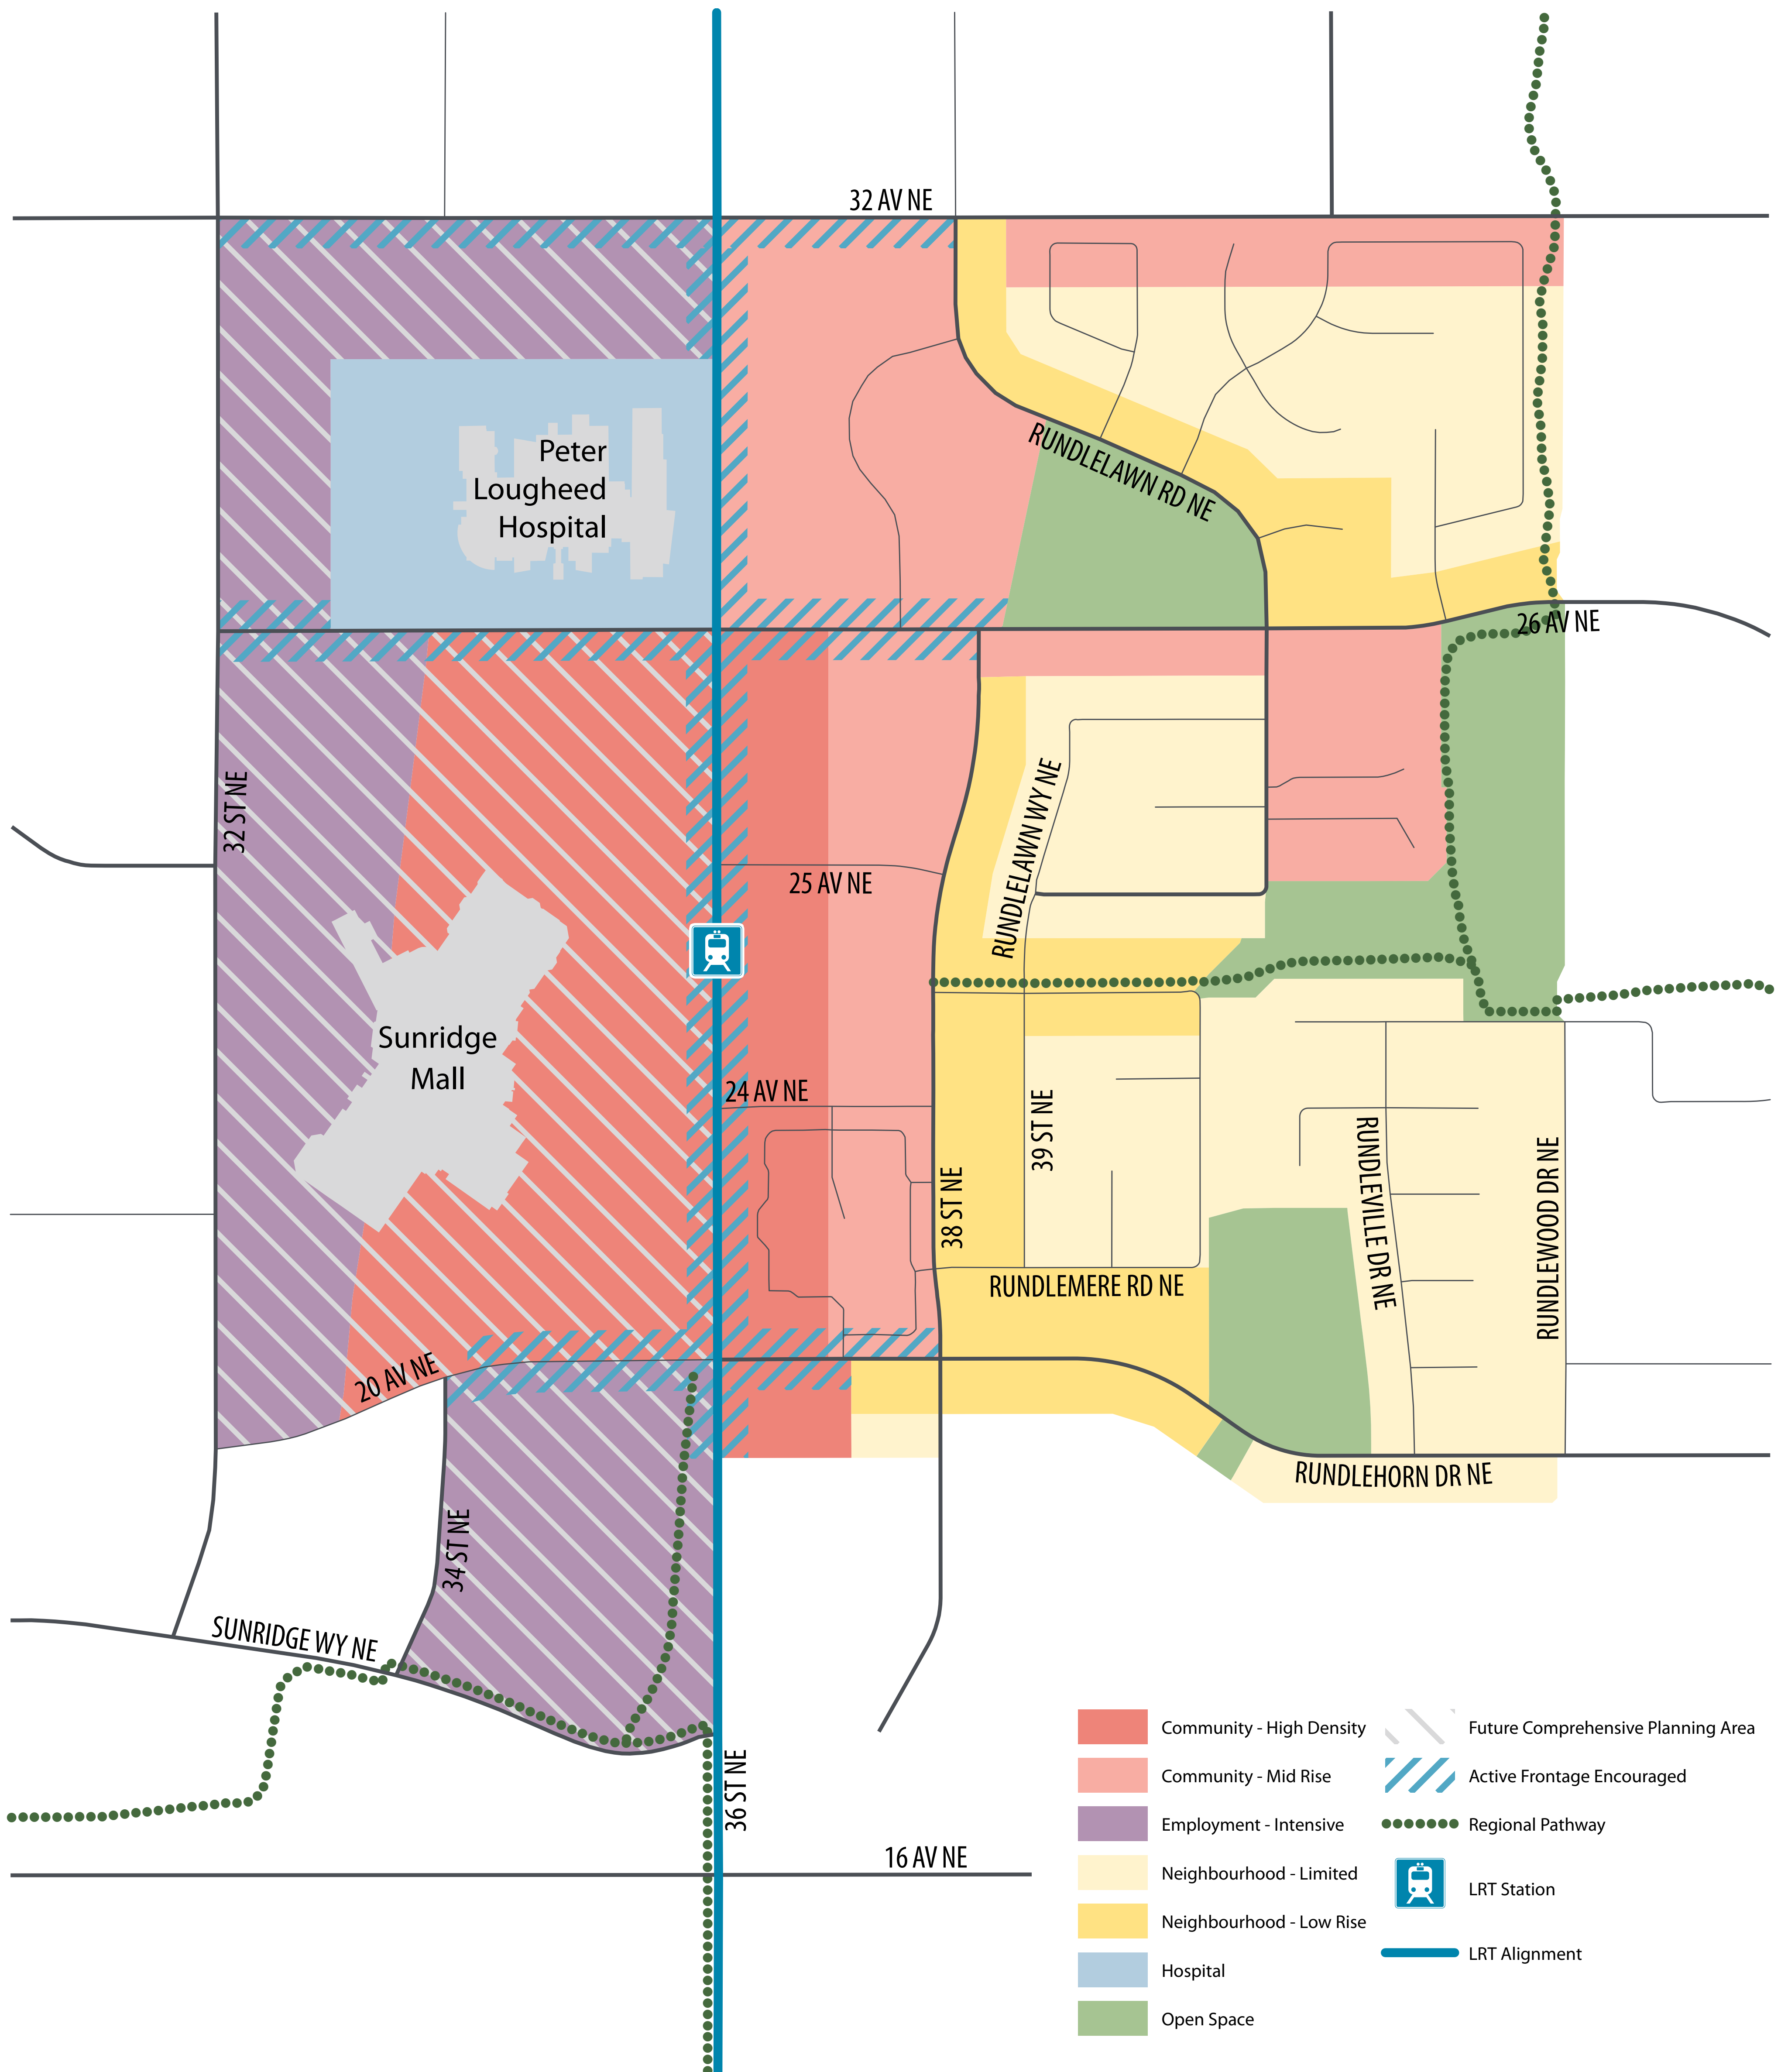 32 AV NE
Peter
Lougheed
Hospital
RUNDLELAWN RD NE
26 AV NE
32 ST NE
RUNDLELAWN WY NE
25 AV NE
Sunridge
Mall
24 AV NE
39 ST NE
38 ST NE
RUNDLEVILLE DR NE
RUNDLEWOOD DR NE
RUNDLEMERE RD NE
20 AV NE
RUNDLEHORN DR NE
34 ST NE
SUNRIDGE WY NE
36 ST NE
16 AV NE
Community - High Density
Community - Mid Rise
Employment - Intensive
Neighbourhood - Limited
Neighbourhood - Low Rise
Hospital
Open Space
Future Comprehensive Planning Area
Active Frontage Encouraged
Regional Pathway
LRT Station
LRT Alignment